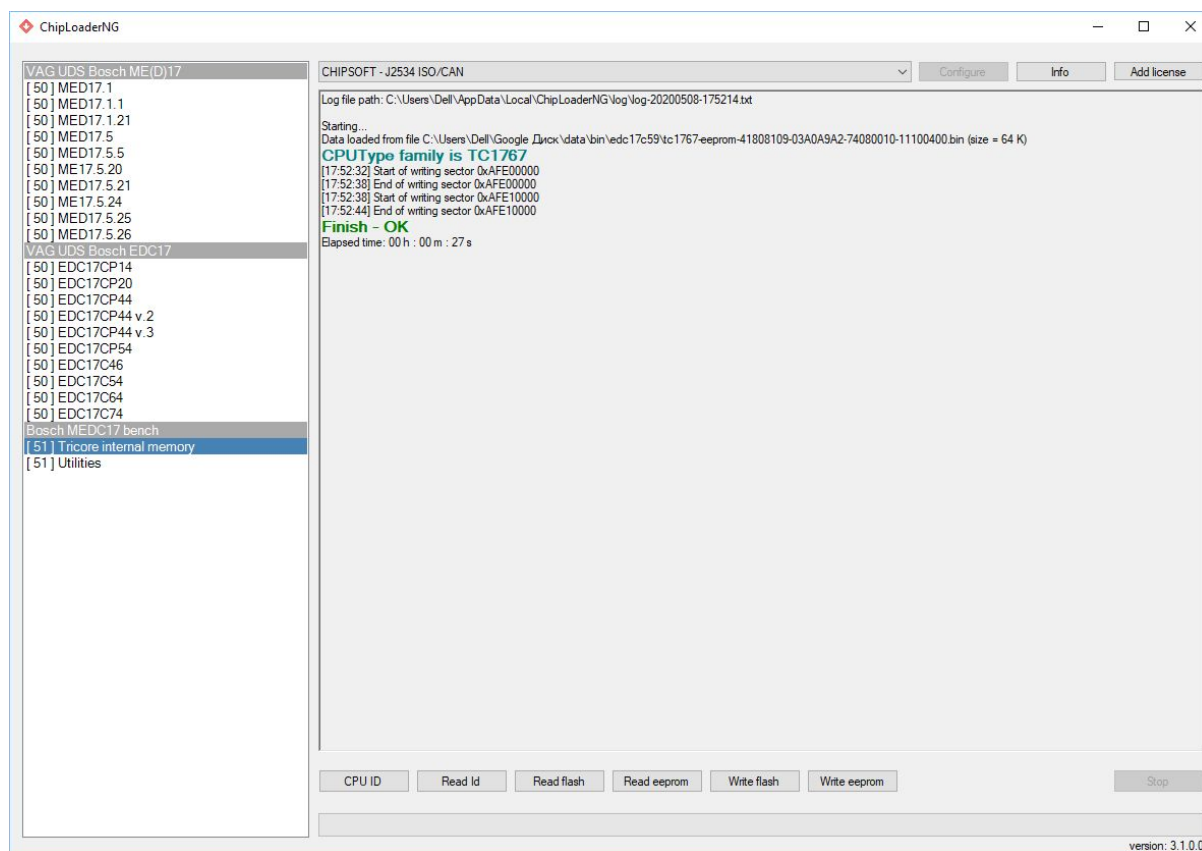 ChipLoaderNG
VAG UDS Bosch ME(D)17
[ 50 ] MED17.1
[ 50 ] MED17.1.1
[ 50 ] MED17.1.21
[ 50 ] MED17.5
[ 50 ] MED17.5.5
[ 50 ] ME17.5.20
[ 50 ] MED17.5.21
[ 50 ] ME17.5.24
[ 50 ] MED17.5.25
[ 50 ] MED17.5.26
VAG UDS Bosch EDC17
[ 50 ] EDC17CP14
[ 50 ] EDC17CP20
[ 50 ] EDC17CP44
[ 50 ] EDC17CP44 v.2
[ 50 ] EDC17CP44 v.3
[ 50 ] EDC17CP54
[ 50 ] EDC17C46
[ 50 ] EDC17C54
[ 50 ] EDC17C64
[ 50 ] EDC17C74
Bosch MEDC17 bench
[ 51 ] Tricore internal memory
[ 51 ] Utilities
CHIPSOFT - J2534 ISO/CAN
Configure
Info
Add license
Log file path: C:\Users\Dell\AppData\Local\ChipLoaderNG\log\log-20200508-175214.txt
Starting...
Data loaded from file C:\Users\Dell\Google Диск\data\bin\edc17c59\tc1767-eeprom-41808109-03A0A9A2-74080010-11100400.bin (size = 64 K)
CPUType family is TC1767
[17:52:32] Start of writing sector 0xAFE00000
[17:52:38] End of writing sector 0xAFE00000
[17:52:38] Start of writing sector 0xAFE10000
[17:52:44] End of writing sector 0xAFE10000
Finish - OK
Elapsed time: 00 h : 00 m : 27 s
CPU ID
Read Id
Read flash
Read eeprom
Write flash
Write eeprom
Stop
version: 3.1.0.0